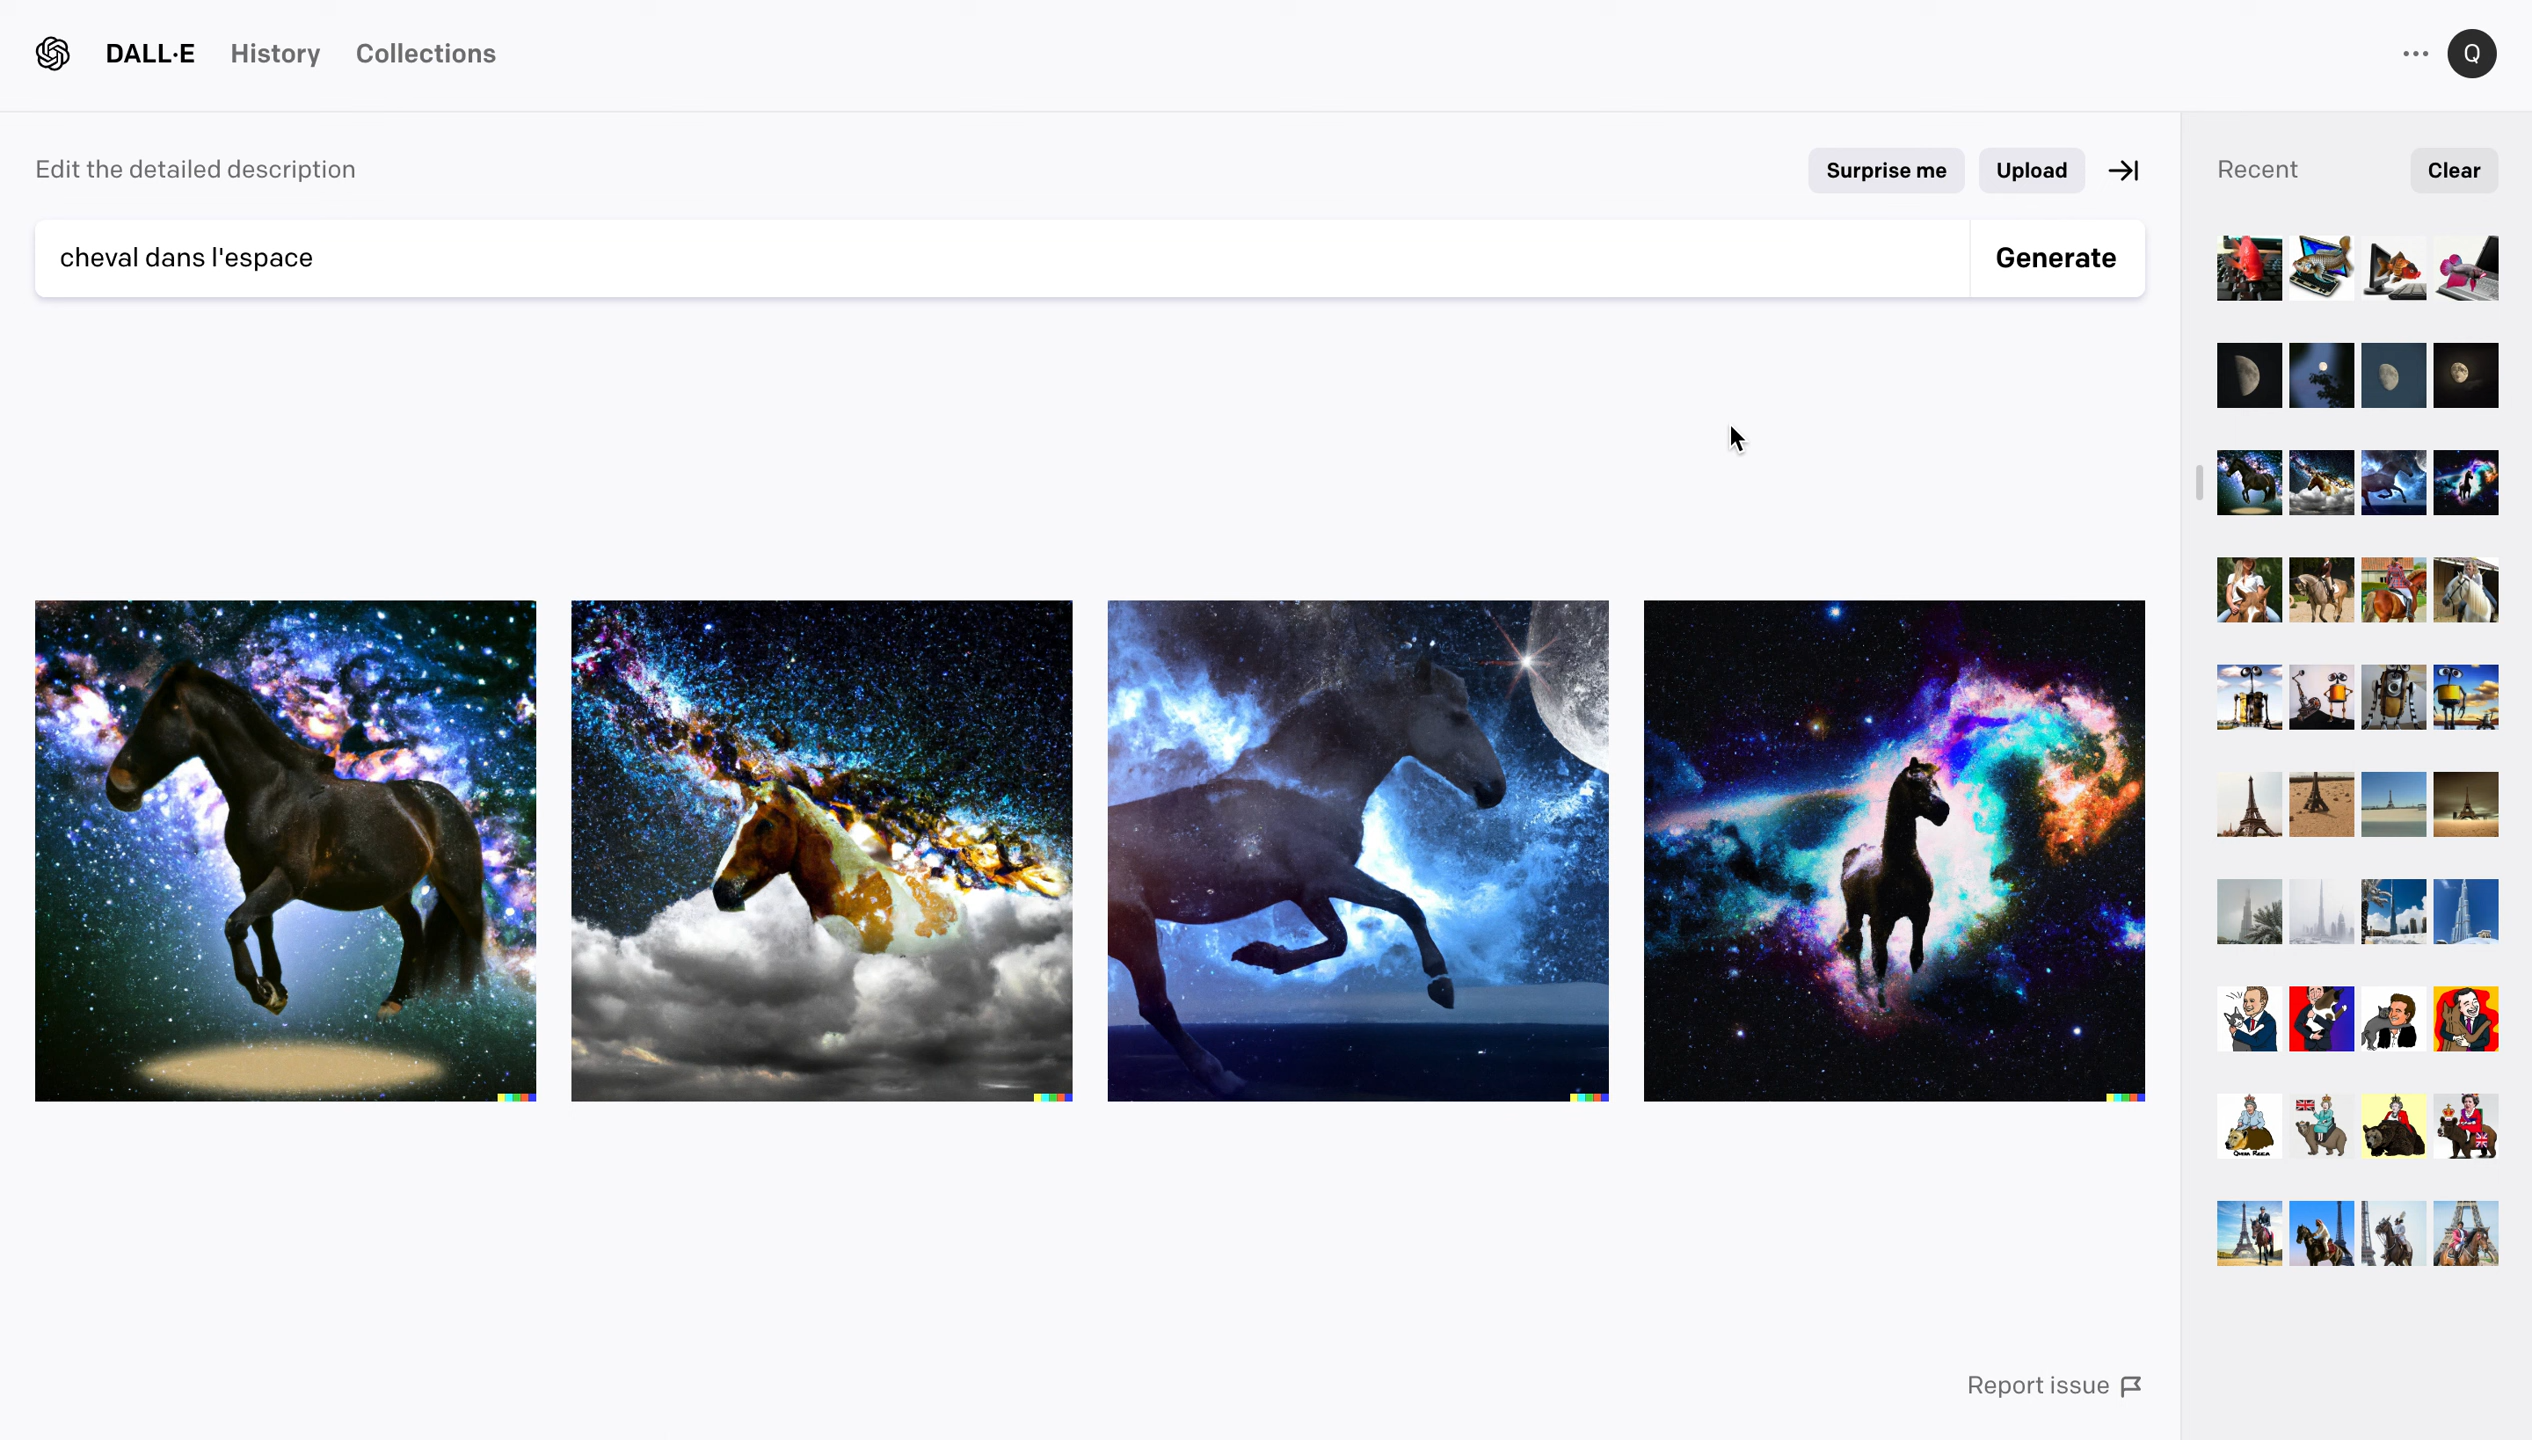 DALL·E History Collections ··· Q
Edit the detailed description Surprise me Upload Recent Clear
cheval dans l'espace Generate
Report issue